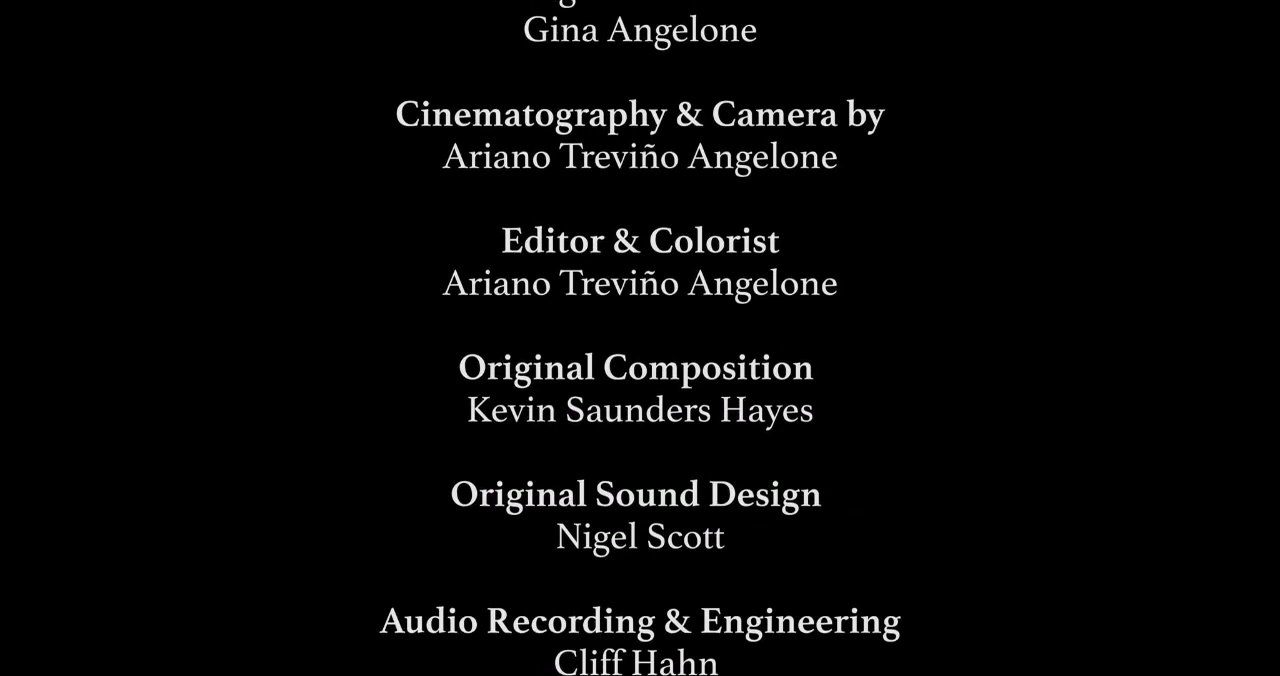 Gina Angelone
Cinematography & Camera by
Ariano Treviño Angelone
Editor & Colorist
Ariano Treviño Angelone
Original Composition
Kevin Saunders Hayes
Original Sound Design
Nigel Scott
Audio Recording & Engineering
Cliff Hahn